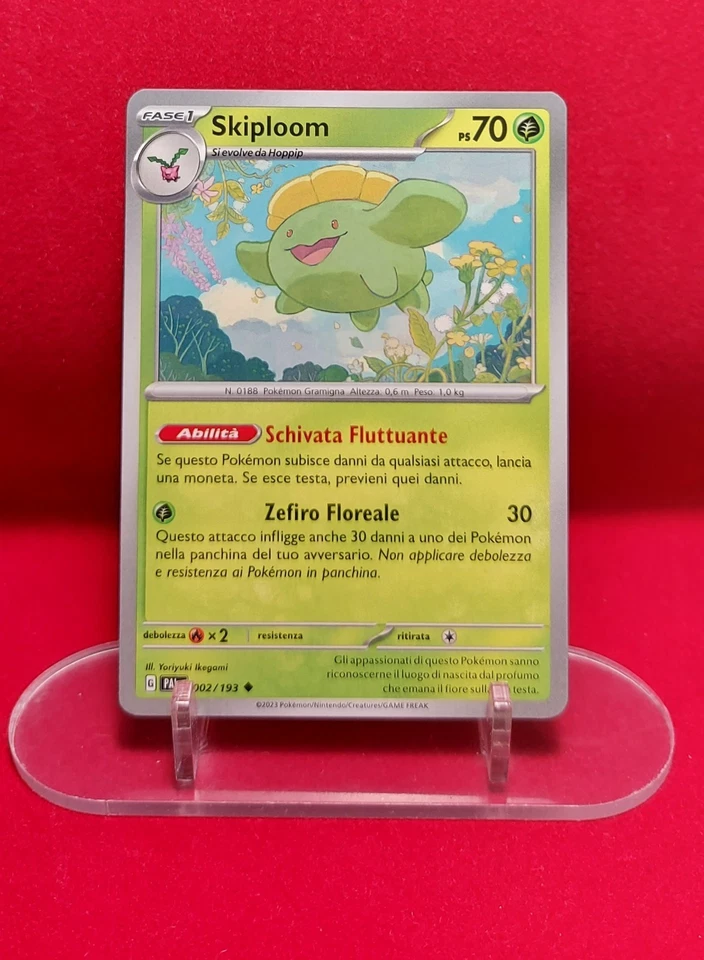 FASE 1
Skiploom
PS 70
Si evolve da Hoppip
N. 0188 Pokémon Gramigna Altezza: 0,6 m Peso: 1,0 kg
Abilità Schivata Fluttuante
Se questo Pokémon subisce danni da qualsiasi attacco, lancia
una moneta. Se esce testa, previeni quei danni.
Zefiro Floreale 30
Questo attacco infligge anche 30 danni a uno dei Pokémon
nella panchina del tuo avversario. Non applicare debolezza
e resistenza ai Pokémon in panchina.
debolezza ×2 resistenza ritirata
Ill. Yoriyuki Ikegami
G 002/193
Gli appassionati di questo Pokémon sanno
riconoscerne il luogo di nascita dal profumo
che emana il fiore testa.
©2023 Pokémon/Nintendo/Creatures/GAME FREAK